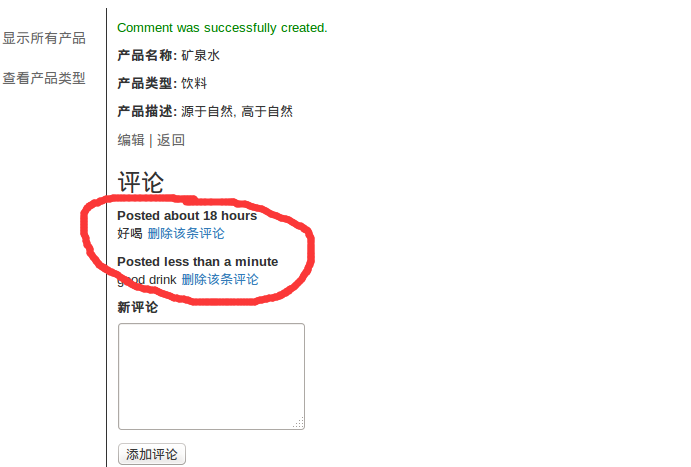 显示所有产品
查看产品类型
Comment was successfully created.
产品名称: 矿泉水
产品类型: 饮料
产品描述: 源于自然, 高于自然
编辑 | 返回
评论
Posted about 18 hours
好喝 删除该条评论
Posted less than a minute
good drink 删除该条评论
新评论
添加评论